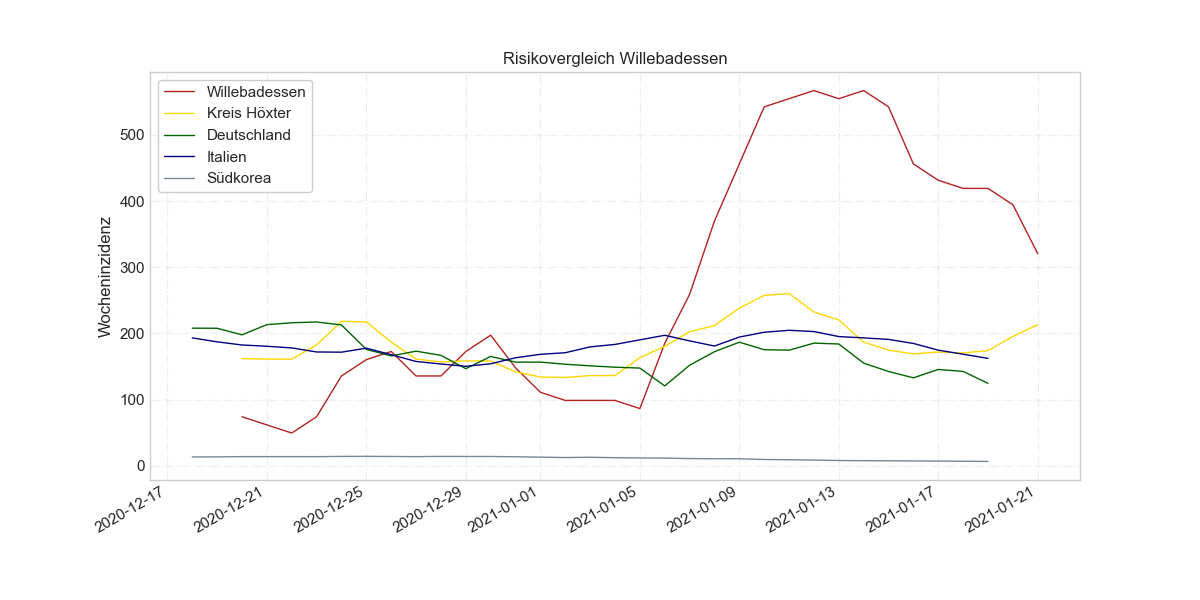 Risikovergleich Willebadessen
Willebadessen
Kreis Höxter
Deutschland
Italien
Südkorea
Wocheninzidenz
500
400
300
200
100
0
2020-12-17
2020-12-21
2020-12-25
2020-12-29
2021-01-01
2021-01-05
2021-01-09
2021-01-13
2021-01-17
2021-01-21